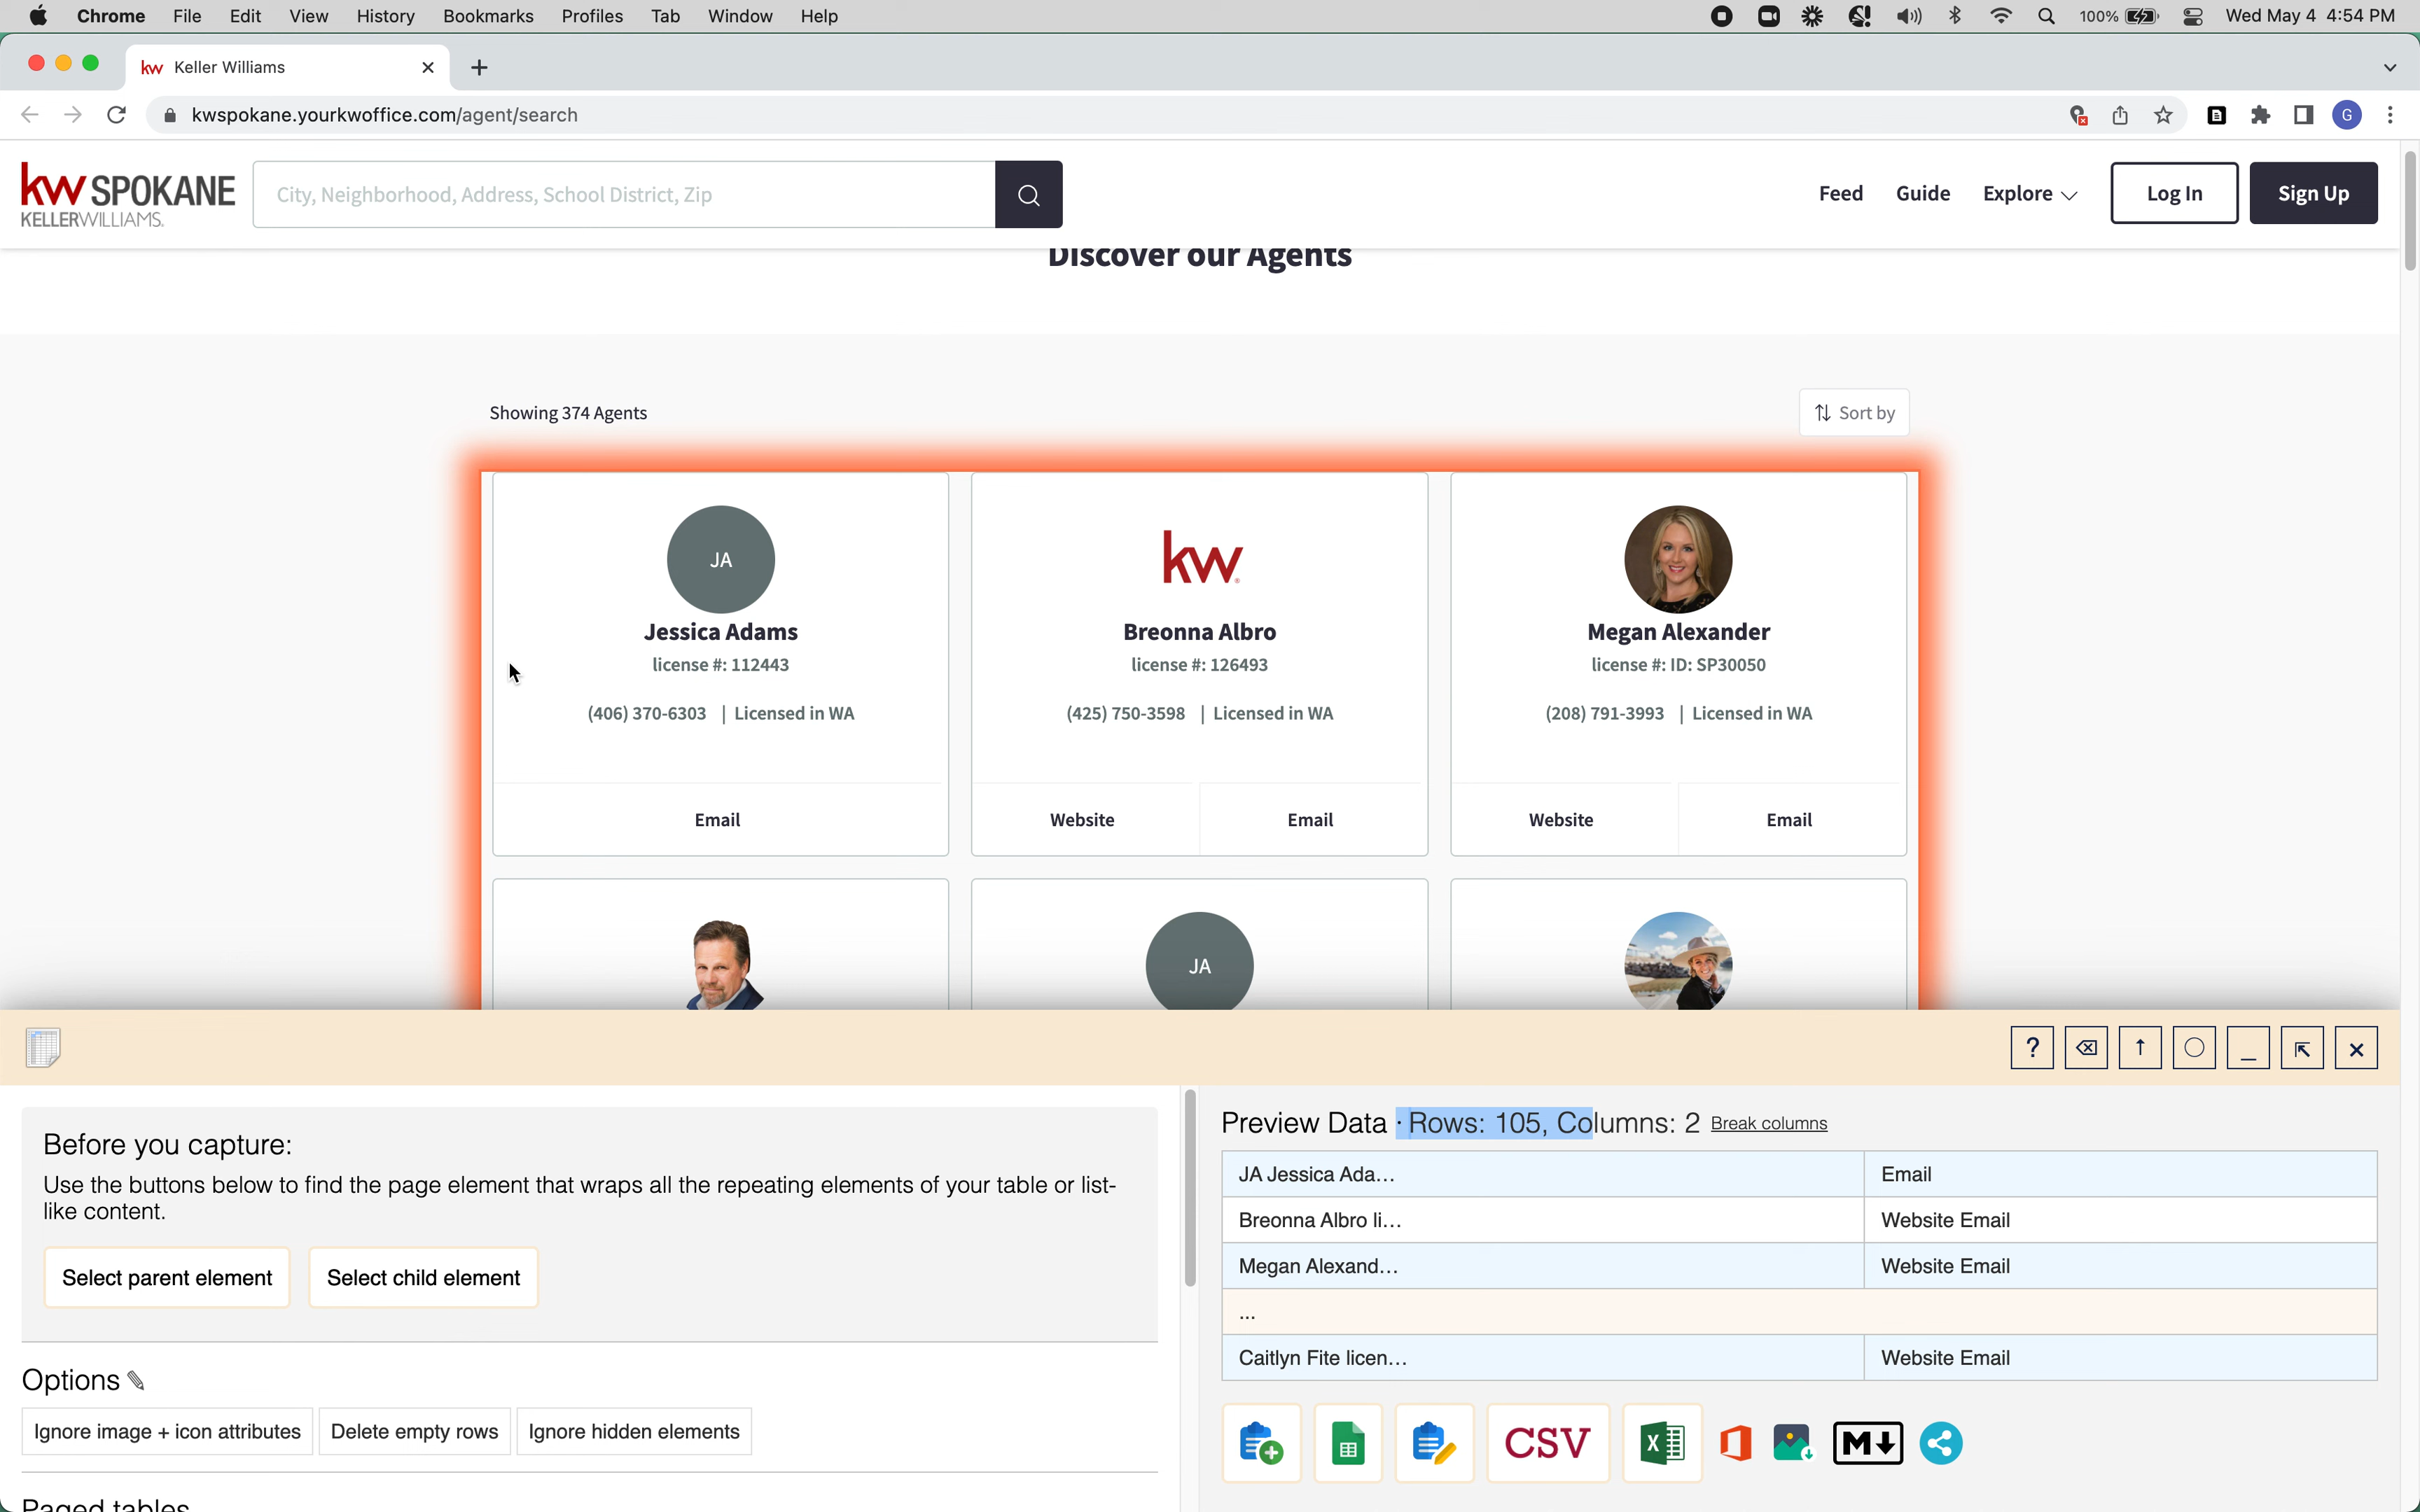 Chrome File Edit View History Bookmarks Profiles Tab Window Help 100% Wed May 4 4:54 PM
kw Keller Williams
kwspokane.yourkwoffice.com/agent/search G
kw SPOKANE
KELLERWILLIAMS.
City, Neighborhood, Address, School District, Zip
Feed Guide Explore Log In Sign Up
Discover our Agents
Showing 374 Agents
Sort by
JA
Jessica Adams
license #: 112443
(406) 370-6303 | Licensed in WA
Email
kw
Breonna Albro
license #: 126493
(425) 750-3598 | Licensed in WA
Website Email
Megan Alexander
license #: ID: SP30050
(208) 791-3993 | Licensed in WA
Website Email
JA
Before you capture:
Use the buttons below to find the page element that wraps all the repeating elements of your table or list-
like content.
Select parent element Select child element
Options
Ignore image + icon attributes Delete empty rows Ignore hidden elements
Paged tables
Preview Data · Rows: 105, Columns: 2 Break columns
JA Jessica Ada... Email
Breonna Albro li... Website Email
Megan Alexand... Website Email
...
Caitlyn Fite licen... Website Email
CSV X M